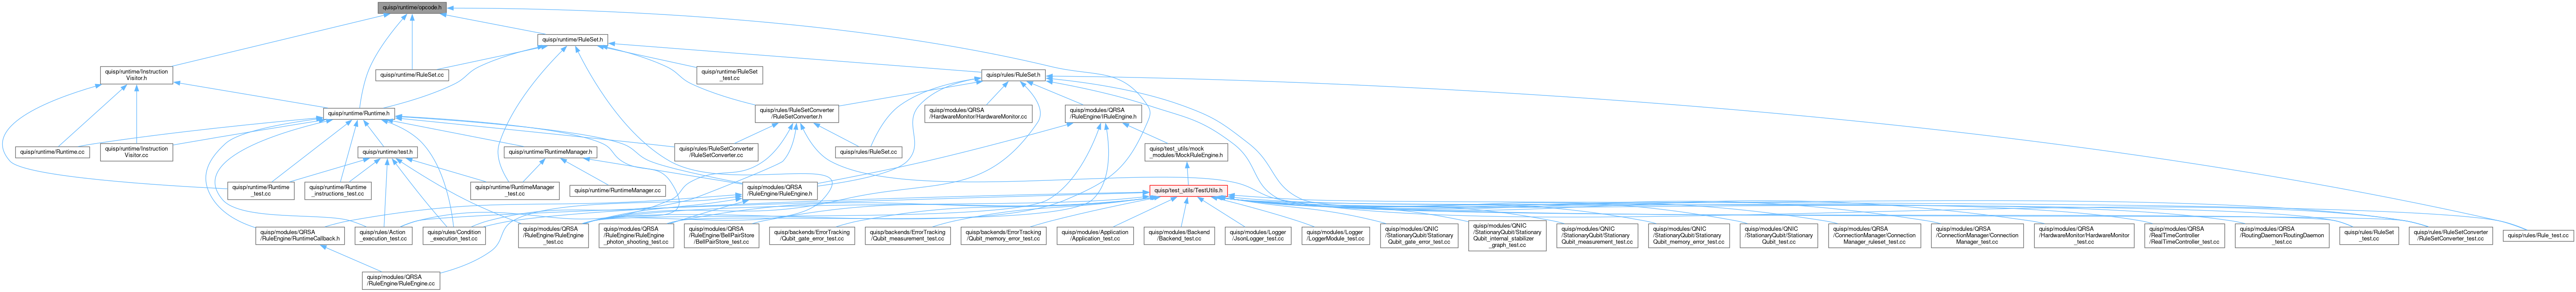 quisp/runtime/opcode.h
quisp/runtime/RuleSet.h
quisp/runtime/Instruction
Visitor.h
quisp/runtime/RuleSet.cc
quisp/runtime/RuleSet
_test.cc
quisp/rules/RuleSet.h
quisp/runtime/Runtime.h
quisp/rules/RuleSetConverter
/RuleSetConverter.h
quisp/modules/QRSA
/HardwareMonitor/HardwareMonitor.cc
quisp/modules/QRSA
/RuleEngine/IRuleEngine.h
quisp/runtime/Runtime.cc
quisp/runtime/Instruction
Visitor.cc
quisp/runtime/test.h
quisp/runtime/RuntimeManager.h
quisp/rules/RuleSetConverter
/RuleSetConverter.cc
quisp/rules/RuleSet.cc
quisp/test_utils/mock
_modules/MockRuleEngine.h
quisp/runtime/Runtime
_test.cc
quisp/runtime/Runtime
_instructions_test.cc
quisp/runtime/RuntimeManager
_test.cc
quisp/runtime/RuntimeManager.cc
quisp/modules/QRSA
/RuleEngine/RuleEngine.h
quisp/test_utils/TestUtils.h
quisp/modules/QRSA
/RuleEngine/RuntimeCallback.h
quisp/rules/Action
_execution_test.cc
quisp/rules/Condition
_execution_test.cc
quisp/modules/QRSA
/RuleEngine/RuleEngine
_test.cc
quisp/modules/QRSA
/RuleEngine/RuleEngine
_photon_shooting_test.cc
quisp/modules/QRSA
/RuleEngine/BellPairStore
/BellPairStore_test.cc
quisp/backends/ErrorTracking
/Qubit_gate_error_test.cc
quisp/backends/ErrorTracking
/Qubit_measurement_test.cc
quisp/backends/ErrorTracking
/Qubit_memory_error_test.cc
quisp/modules/Application
/Application_test.cc
quisp/modules/Backend
/Backend_test.cc
quisp/modules/Logger
/JsonLogger_test.cc
quisp/modules/Logger
/LoggerModule_test.cc
quisp/modules/QNIC
/StationaryQubit/Stationary
Qubit_gate_error_test.cc
quisp/modules/QNIC
/StationaryQubit/Stationary
Qubit_internal_stabilizer
_graph_test.cc
quisp/modules/QNIC
/StationaryQubit/Stationary
Qubit_measurement_test.cc
quisp/modules/QNIC
/StationaryQubit/Stationary
Qubit_memory_error_test.cc
quisp/modules/QNIC
/StationaryQubit/Stationary
Qubit_test.cc
quisp/modules/QRSA
/ConnectionManager/Connection
Manager_ruleset_test.cc
quisp/modules/QRSA
/ConnectionManager/Connection
Manager_test.cc
quisp/modules/QRSA
/HardwareMonitor/HardwareMonitor
_test.cc
quisp/modules/QRSA
/RealTimeController
/RealTimeController_test.cc
quisp/modules/QRSA
/RoutingDaemon/RoutingDaemon
_test.cc
quisp/rules/RuleSet
_test.cc
quisp/rules/RuleSetConverter
/RuleSetConverter_test.cc
quisp/rules/Rule_test.cc
quisp/modules/QRSA
/RuleEngine/RuleEngine.cc